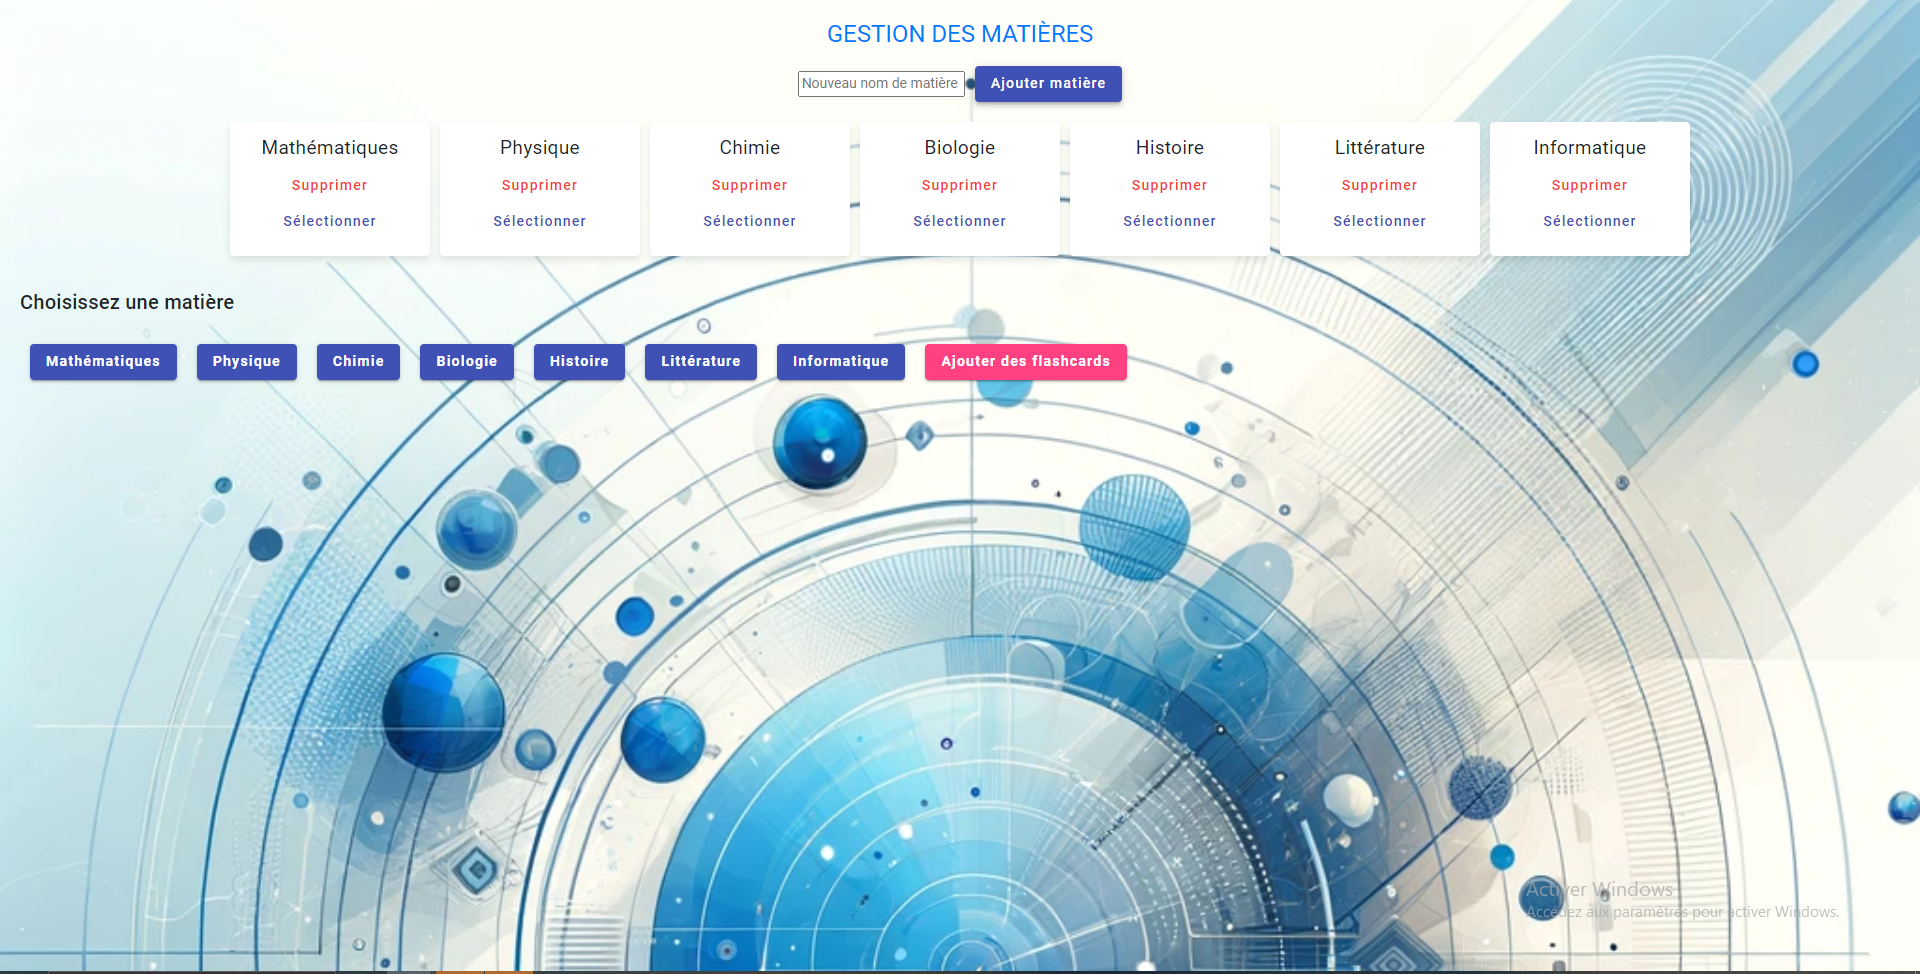 GESTION DES MATIÈRES
Nouveau nom de matière Ajouter matière
Mathématiques Physique Chimie Biologie Histoire Littérature Informatique
Supprimer Supprimer Supprimer Supprimer Supprimer Supprimer Supprimer
Sélectionner Sélectionner Sélectionner Sélectionner Sélectionner Sélectionner Sélectionner
Choisissez une matière
Mathématiques Physique Chimie Biologie Histoire Littérature Informatique Ajouter des flashcards
Activer Windows
Accédez aux paramètres pour activer Windows.